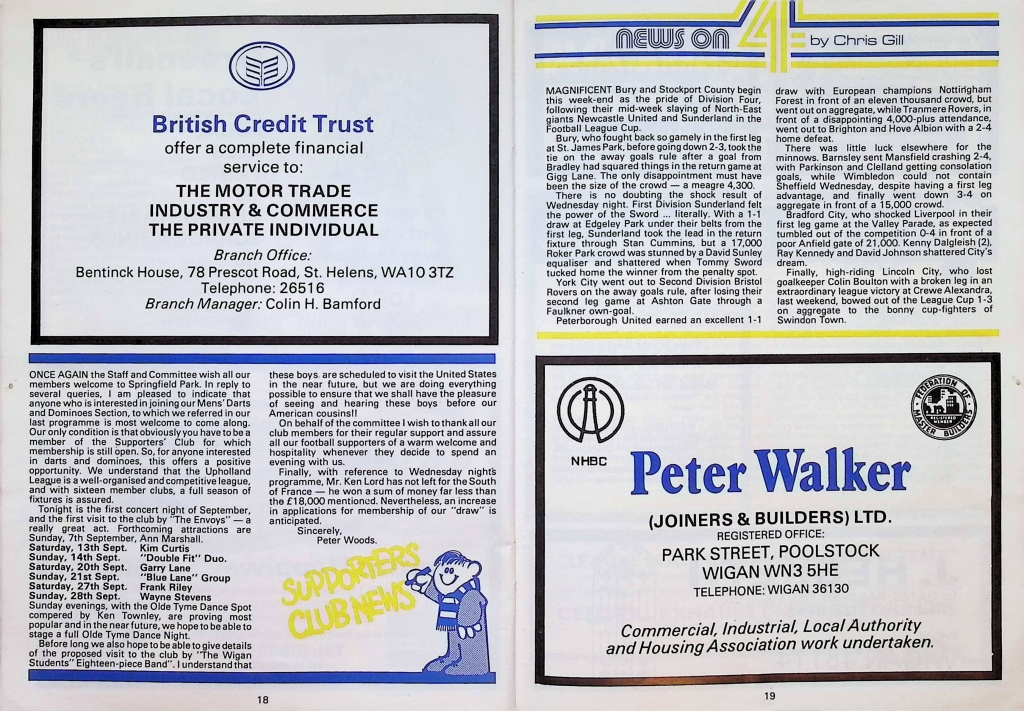 British Credit Trust
offer a complete financial
service to:
THE MOTOR TRADE
INDUSTRY & COMMERCE
THE PRIVATE INDIVIDUAL
Branch Office:
Bentinck House, 78 Prescot Road, St. Helens, WA10 3TZ
Telephone: 26516
Branch Manager: Colin H. Bamford
ONCE AGAIN the Staff and Committee wish all our
members welcome to Springfield Park. In reply to
several queries, I am pleased to indicate that
anyone who is interested in joining our Mens' Darts
and Dominoes Section, to which we referred in our
last programme is most welcome to come along.
Our only condition is that obviously you have to be a
member of the Supporters' Club for which
membership is still open. So, for anyone interested
in darts and dominoes, this offers a positive
opportunity. We understand that the Upholland
League is a well-organised and competitive league,
and with sixteen member clubs, a full season of
fixtures is assured.
Tonight is the first concert night of September,
and the first visit to the club by "The Envoys" — a
really great act. Forthcoming attractions are
Sunday, 7th September, Ann Marshall.
Saturday, 13th Sept. Kim Curtis
Sunday, 14th Sept. "Double Fit" Duo.
Saturday, 20th Sept. Garry Lane
Sunday, 21st Sept. "Blue Lane" Group
Saturday, 27th Sept. Frank Riley
Sunday, 28th Sept. Wayne Stevens
Sunday evenings, with the Olde Tyme Dance Spot
compered by Ken Townley, are proving most
popular and in the near future, we hope to be able to
stage a full Olde Tyme Dance Night.
Before long we also hope to be able to give details
of the proposed visit to the club by "The Wigan
Students" Eighteen-piece Band". I understand that
these boys are scheduled to visit the United States
in the near future, but we are doing everything
possible to ensure that we shall have the pleasure
of seeing and hearing these boys before our
American cousins!!
On behalf of the committee I wish to thank all our
club members for their regular support and assure
all our football supporters of a warm welcome and
hospitality whenever they decide to spend an
evening with us.
Finally, with reference to Wednesday night's
programme, Mr. Ken Lord has not left for the South
of France — he won a sum of money far less than
the £18,000 mentioned. Nevertheless, an increase
in applications for membership of our "draw" is
anticipated.
Sincerely,
Peter Woods.
SUPPORTERS
CLUB NEWS
18
NEWS ON 4 by Chris Gill
MAGNIFICENT Bury and Stockport County begin
this week-end as the pride of Division Four,
following their mid-week slaying of North-East
giants Newcastle United and Sunderland in the
Football League Cup.
Bury, who fought back so gamely in the first leg
at St. James Park, before going down 2-3, took the
tie on the away goals rule after a goal from
Bradley had squared things in the return game at
Gigg Lane. The only disappointment must have
been the size of the crowd — a meagre 4,300.
There is no doubting the shock result of
Wednesday night. First Division Sunderland felt
the power of the Sword ... literally. With a 1-1
draw at Edgeley Park under their belts from the
first leg, Sunderland took the lead in the return
fixture through Stan Cummins, but a 17,000
Roker Park crowd was stunned by a David Sunley
equaliser and shattered when Tommy Sword
tucked home the winner from the penalty spot.
York City went out to Second Division Bristol
Rovers on the away goals rule, after losing their
second leg game at Ashton Gate through a
Faulkner own-goal.
Peterborough United earned an excellent 1-1
draw with European champions Nottingham
Forest in front of an eleven thousand crowd, but
went out on aggregate, while Tranmere Rovers, in
front of a disappointing 4,000-plus attendance,
went out to Brighton and Hove Albion with a 2-4
home defeat.
There was little luck elsewhere for the
minnows. Barnsley sent Mansfield crashing 2-4,
with Parkinson and Clelland getting consolation
goals, while Wimbledon could not contain
Sheffield Wednesday, despite having a first leg
advantage, and finally went down 3-4 on
aggregate in front of a 15,000 crowd.
Bradford City, who shocked Liverpool in their
first leg game at the Valley Parade, as expected
tumbled out of the competition 0-4 in front of a
poor Anfield gate of 21,000. Kenny Dalgleish (2),
Ray Kennedy and David Johnson shattered City's
dream.
Finally, high-riding Lincoln City, who lost
goalkeeper Colin Boulton with a broken leg in an
extraordinary league victory at Crewe Alexandra,
last weekend, bowed out of the League Cup 1-3
on aggregate to the bonny cup-fighters of
Swindon Town.
NHBC
FEDERATION OF
MASTER BUILDERS
REGISTERED
MEMBER
Peter Walker
(JOINERS & BUILDERS) LTD.
REGISTERED OFFICE:
PARK STREET, POOLSTOCK
WIGAN WN3 5HE
TELEPHONE: WIGAN 36130
Commercial, Industrial, Local Authority
and Housing Association work undertaken.
19